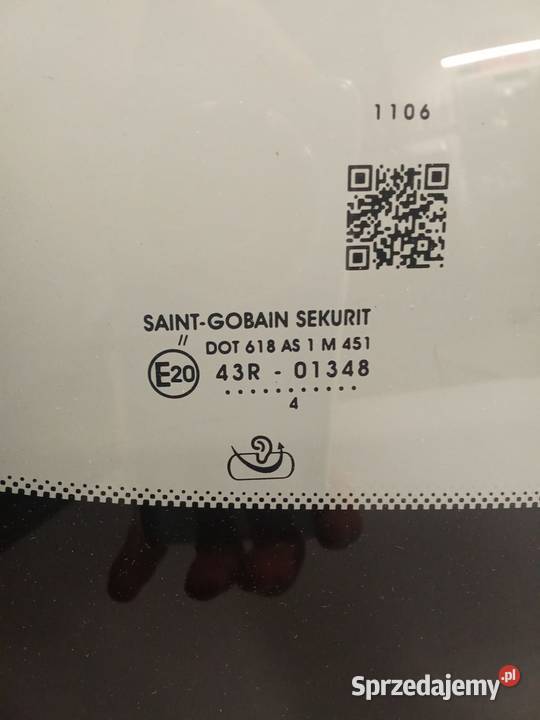 1106
SAINT-GOBAIN SEKURIT
//
DOT 618 AS 1 M 451
E20 43R - 01348
. . . . . . . . . . . .
4
Sprzedajemy.pl